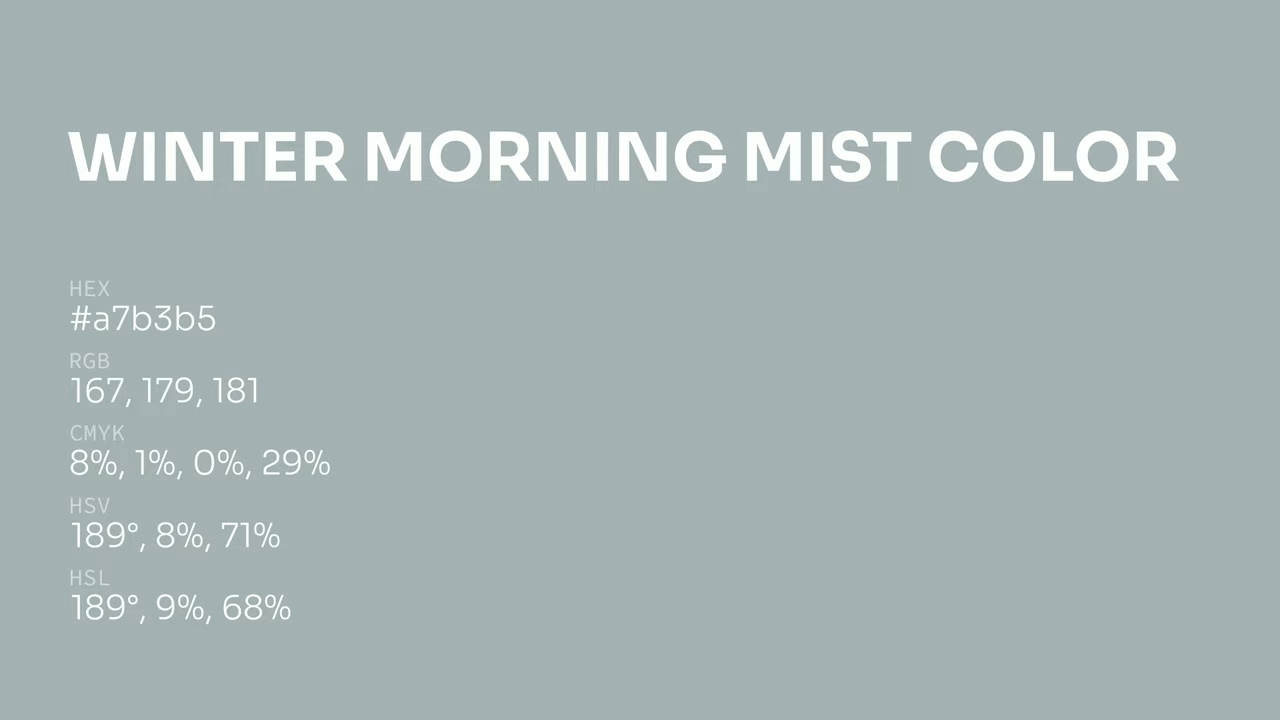 WINTER MORNING MIST COLOR
HEX
#a7b3b5
RGB
167, 179, 181
CMYK
8%, 1%, 0%, 29%
HSV
189°, 8%, 71%
HSL
189°, 9%, 68%